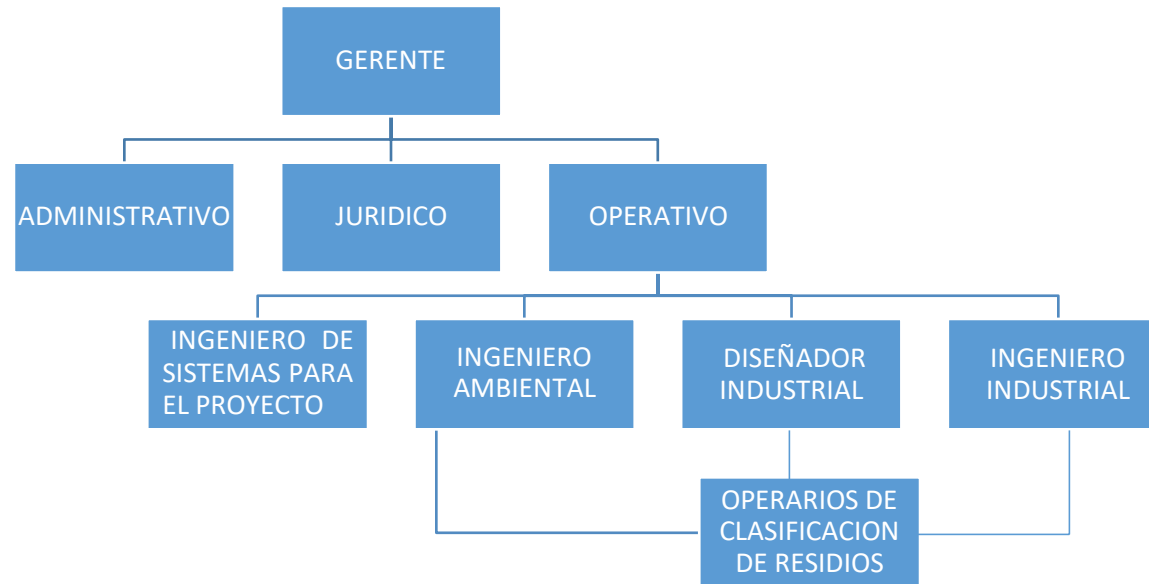 GERENTE
ADMINISTRATIVO
JURIDICO
OPERATIVO
INGENIERO DE
SISTEMAS PARA
EL PROYECTO
INGENIERO
AMBIENTAL
DISEÑADOR
INDUSTRIAL
INGENIERO
INDUSTRIAL
OPERARIOS DE
CLASIFICACION
DE RESIDIOS